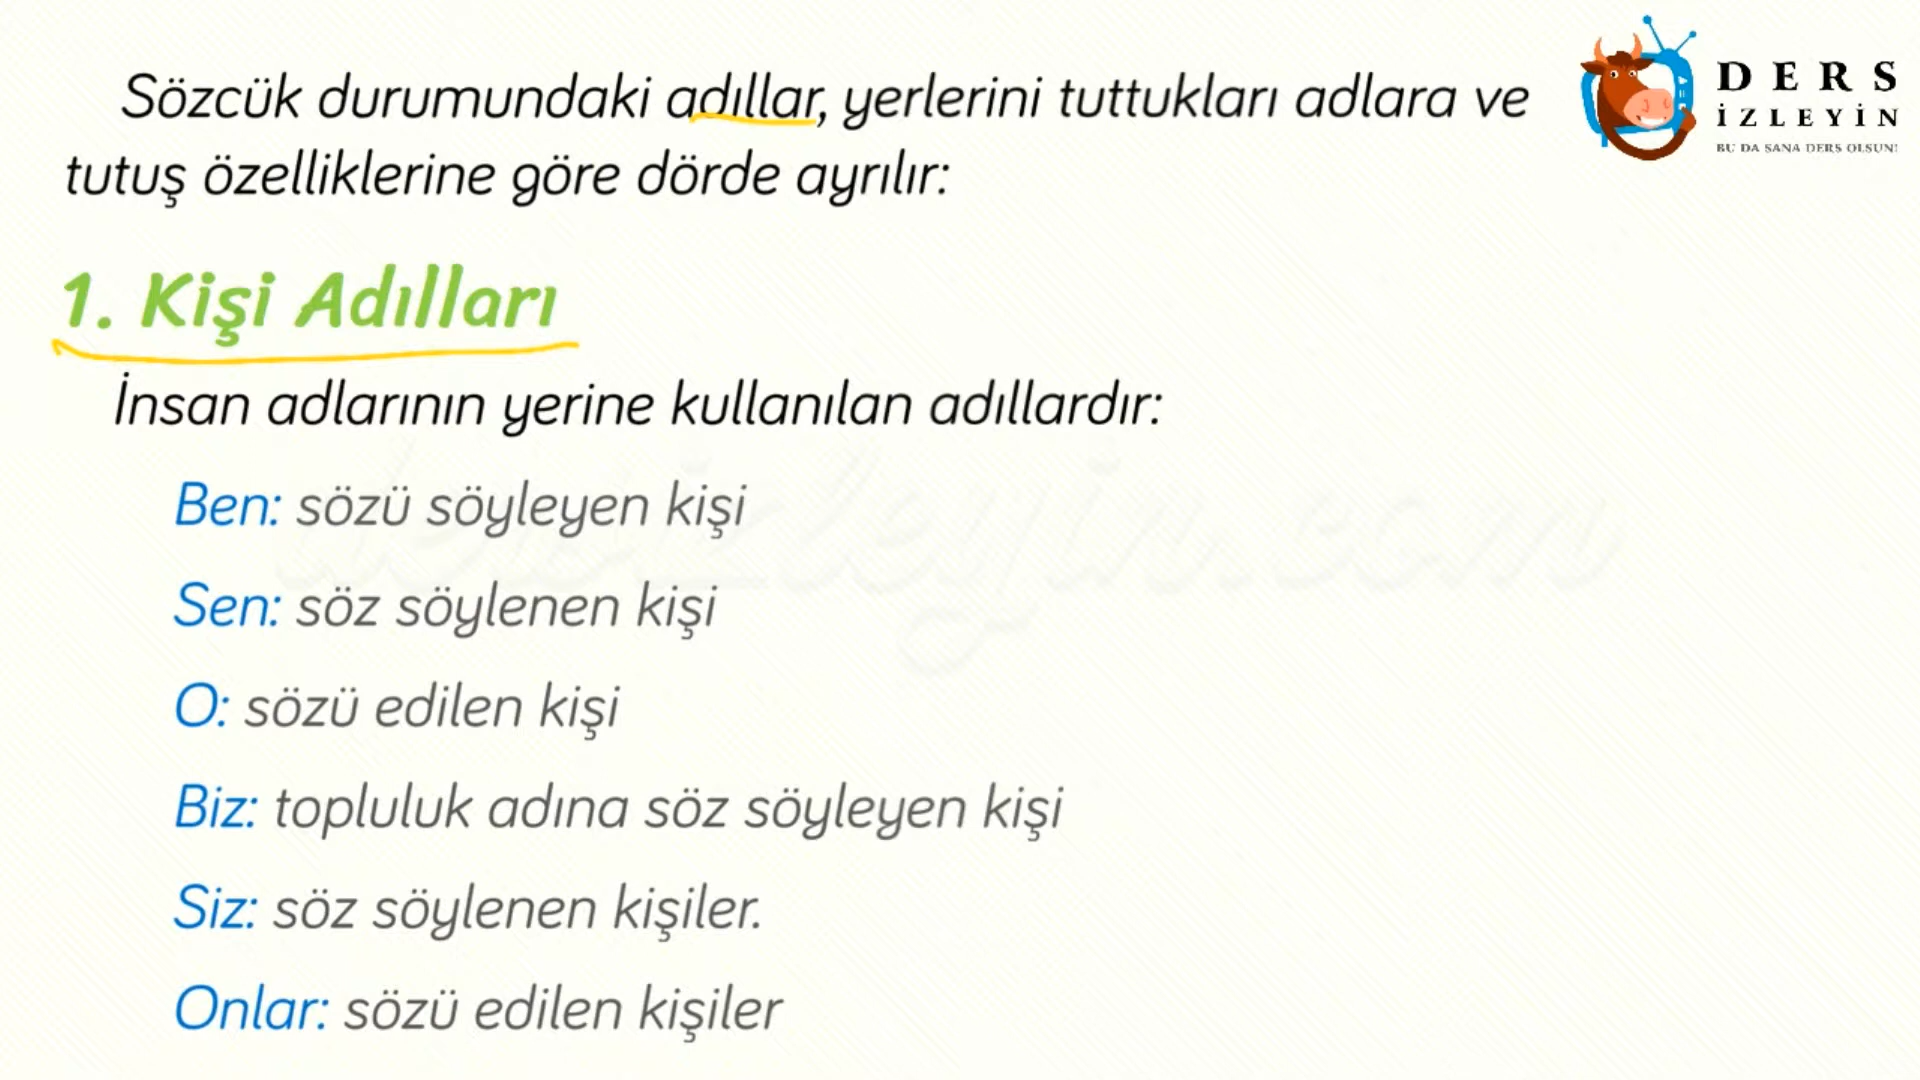 Sözcük durumundaki adıllar, yerlerini tuttukları adlara ve
tutuş özelliklerine göre dörde ayrılır:
DERS
İZLEYİN
BU DA SANA DERS OLSUN!
1. Kişi Adılları
İnsan adlarının yerine kullanılan adıllardır:
Ben: sözü söyleyen kişi
Sen: söz söylenen kişi
O: sözü edilen kişi
Biz: topluluk adına söz söyleyen kişi
Siz: söz söylenen kişiler.
Onlar: sözü edilen kişiler
dersizleyin.com